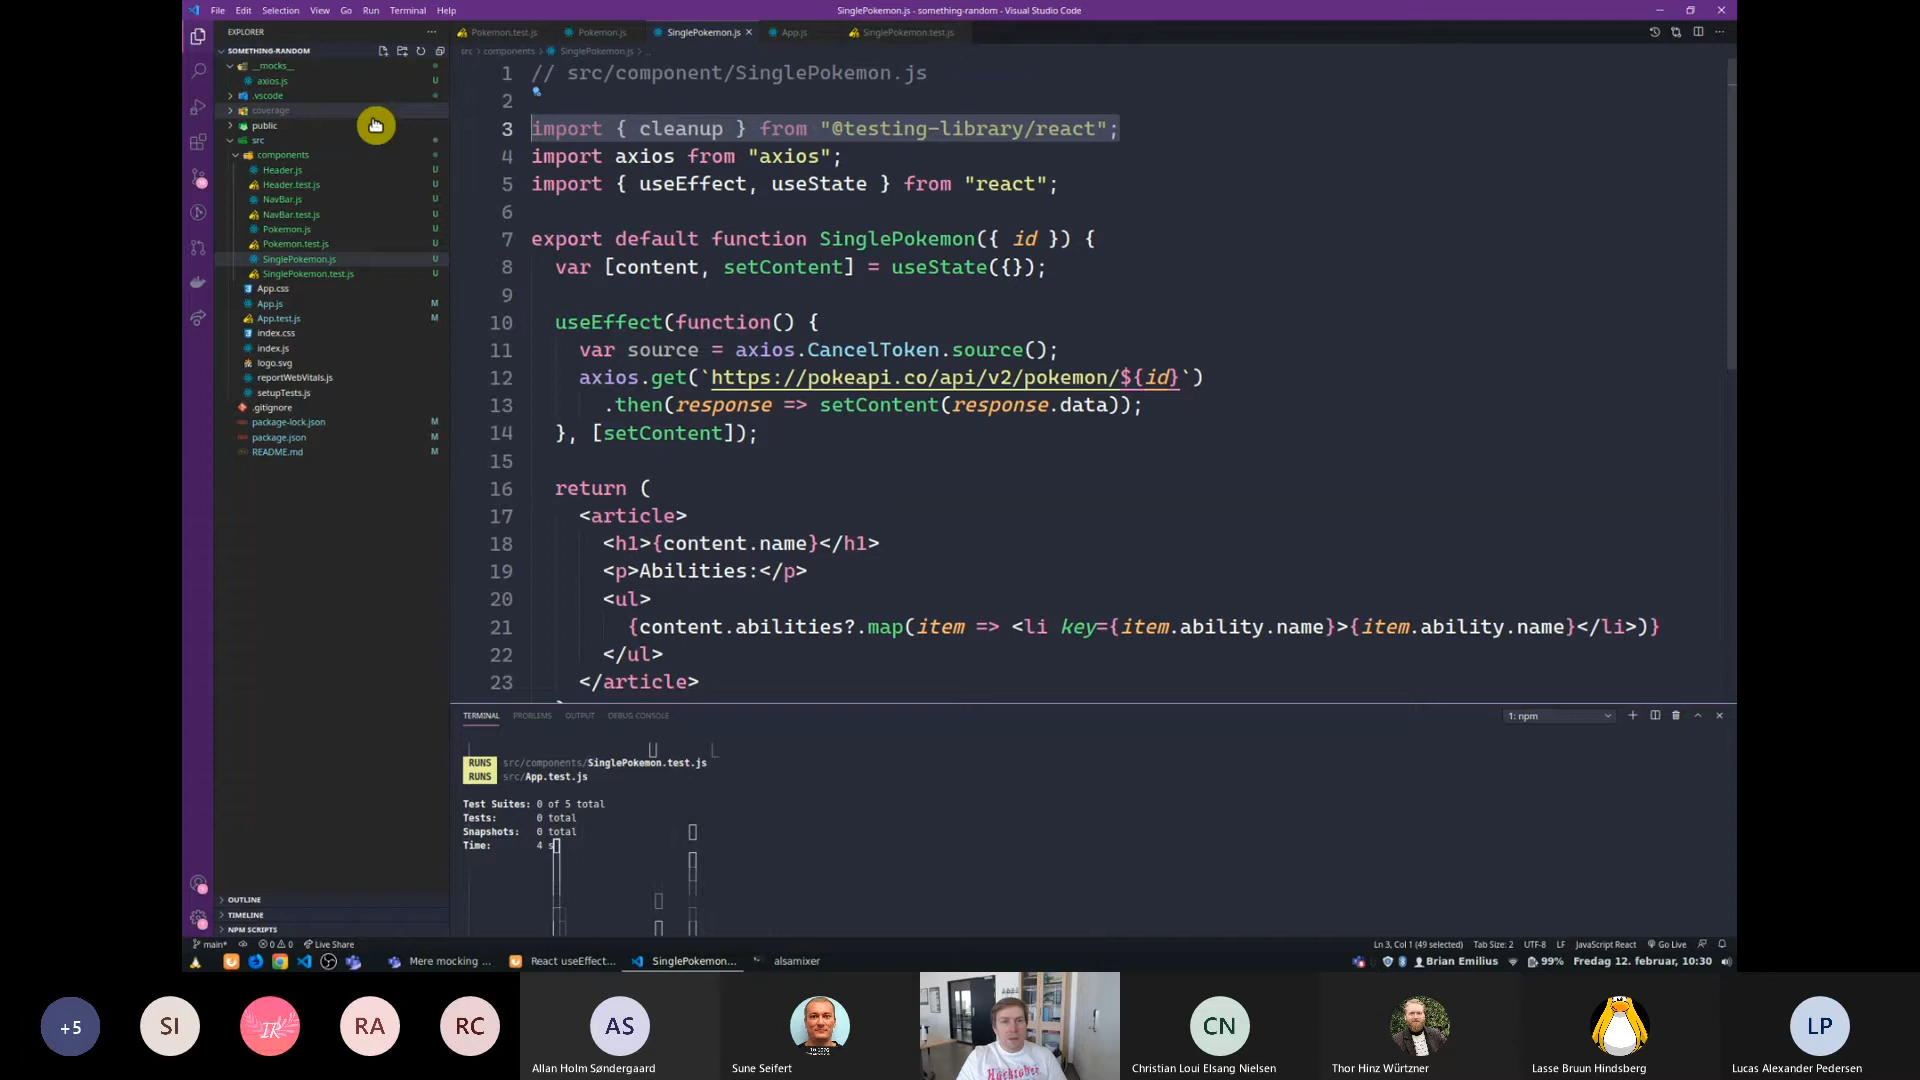 File Edit Selection View Go Run Terminal Help
SinglePokemon.js - something-random - Visual Studio Code
EXPLORER
SOMETHING-RANDOM
__mocks__
axios.js U
.vscode
coverage
public
src
components
Header.js U
Header.test.js U
NavBar.js U
NavBar.test.js U
Pokemon.js U
Pokemon.test.js U
SinglePokemon.js U
SinglePokemon.test.js U
App.css
App.js M
App.test.js M
index.css
index.js
logo.svg
reportWebVitals.js
setupTests.js
.gitignore
package-lock.json M
package.json M
README.md M
OUTLINE
TIMELINE
NPM SCRIPTS
Pokemon.test.js Pokemon.js SinglePokemon.js App.js SinglePokemon.test.js
src > components > SinglePokemon.js > ...
1 // src/component/SinglePokemon.js
2
3 import { cleanup } from "@testing-library/react";
4 import axios from "axios";
5 import { useEffect, useState } from "react";
6
7 export default function SinglePokemon({ id }) {
8 var [content, setContent] = useState({});
9
10 useEffect(function() {
11 var source = axios.CancelToken.source();
12 axios.get(`https://pokeapi.co/api/v2/pokemon/${id}`)
13 .then(response => setContent(response.data));
14 }, [setContent]);
15
16 return (
17 <article>
18 <h1>{content.name}</h1>
19 <p>Abilities:</p>
20 <ul>
21 {content.abilities?.map(item => <li key={item.ability.name}>{item.ability.name}</li>)}
22 </ul>
23 </article>
TERMINAL PROBLEMS OUTPUT DEBUG CONSOLE
1: npm
RUNS src/components/SinglePokemon.test.js
RUNS src/App.test.js
Test Suites: 0 of 5 total
Tests: 0 total
Snapshots: 0 total
Time: 4 s
main* 0 0 Live Share
Ln 3, Col 1 (49 selected) Tab Size: 2 UTF-8 LF JavaScript React Go Live
Mere mocking ... React useEffect... SinglePokemon... alsamixer
Brian Emilius 99% Fredag 12. februar, 10:30
+5 SI RA RC AS CN LP
Allan Holm Søndergaard
Sune Seifert
Hacktober
Christian Loui Elsang Nielsen
Thor Hinz Würtzner
Lasse Bruun Hindsberg
Lucas Alexander Pedersen